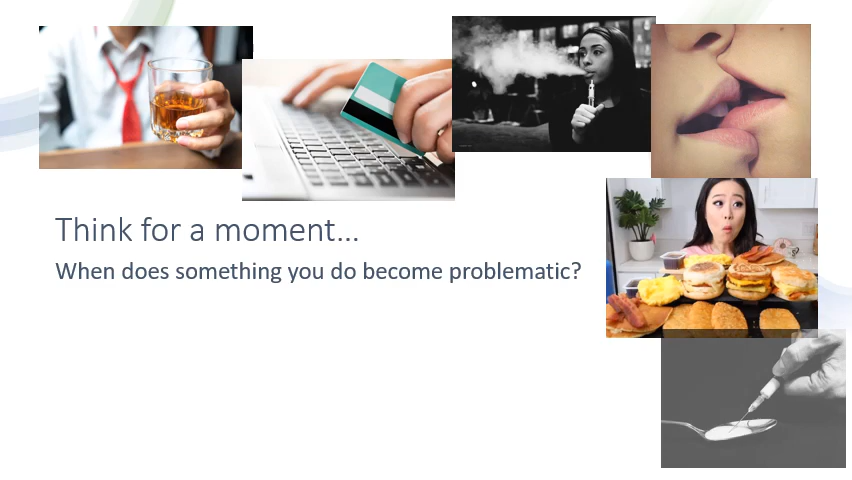 Think for a moment…
When does something you do become problematic?